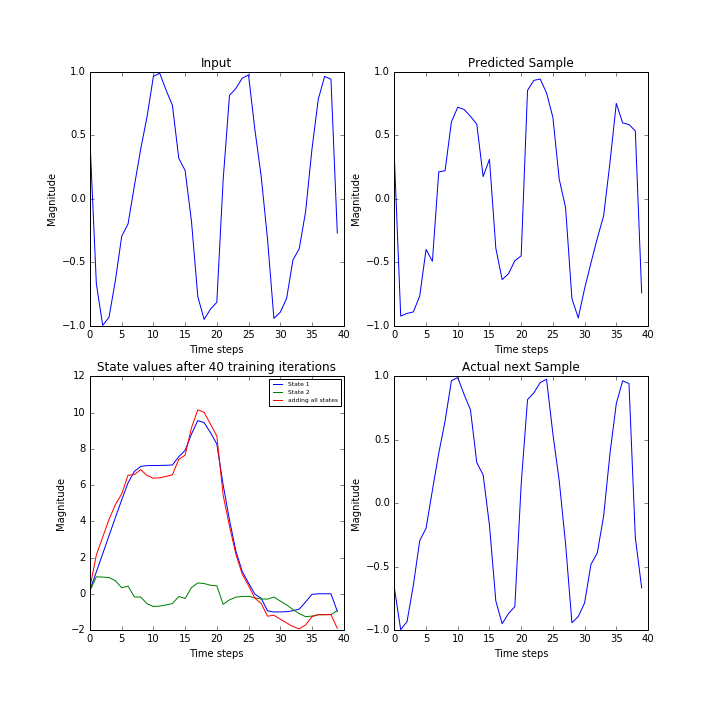 Input
Magnitude
1.0
0.5
0.0
−0.5
−1.0
0 5 10 15 20 25 30 35 40
Time steps
Predicted Sample
Magnitude
1.0
0.5
0.0
−0.5
−1.0
0 5 10 15 20 25 30 35 40
Time steps
State values after 40 training iterations
Magnitude
12
10
8
6
4
2
0
−2
State 1
State 2
adding all states
0 5 10 15 20 25 30 35 40
Time steps
Actual next Sample
Magnitude
1.0
0.5
0.0
−0.5
−1.0
0 5 10 15 20 25 30 35 40
Time steps